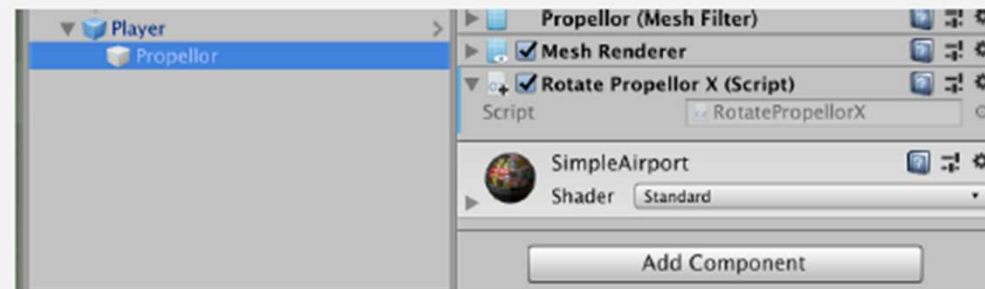 Player
Propellor
Propellor (Mesh Filter)
Mesh Renderer
Rotate Propellor X (Script)
Script RotatePropellorX
SimpleAirport
Shader Standard
Add Component